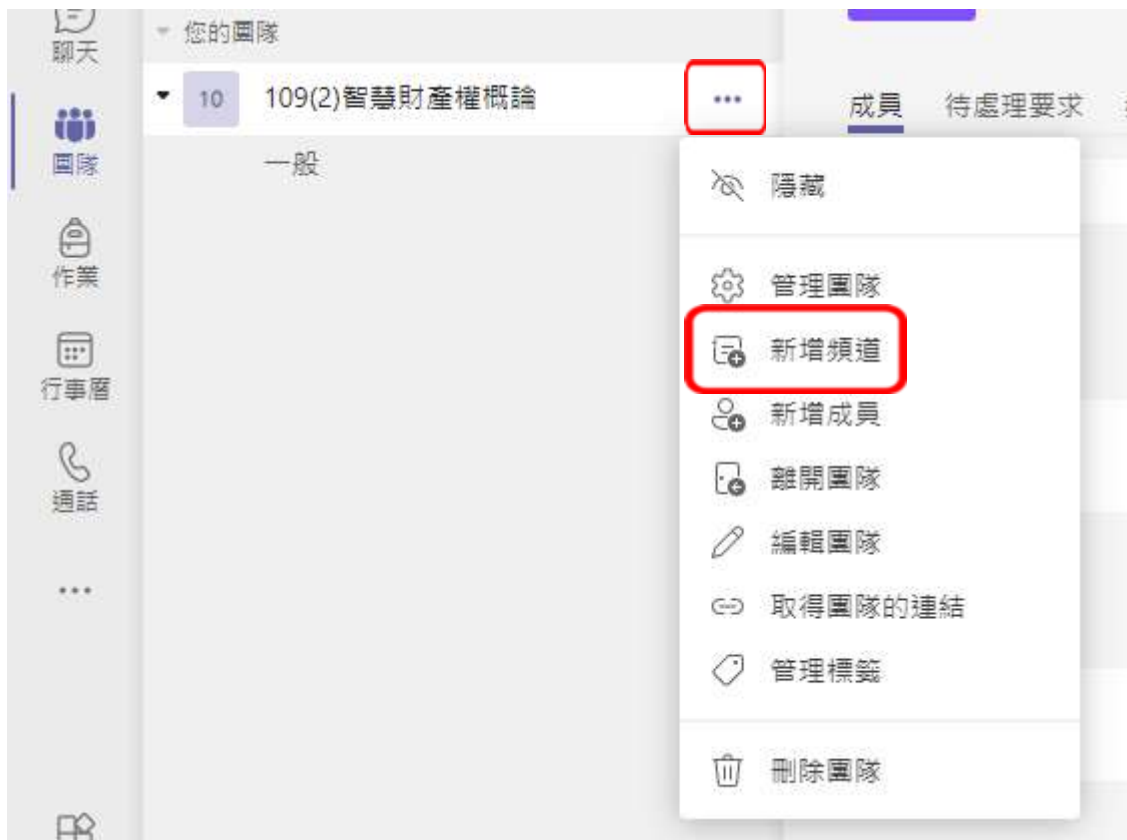 聊天
團隊
作業
行事曆
通話
您的團隊
10 109(2)智慧財產權概論
一般
成員 待處理要求
隱藏
管理團隊
新增頻道
新增成員
離開團隊
編輯團隊
取得團隊的連結
管理標籤
刪除團隊